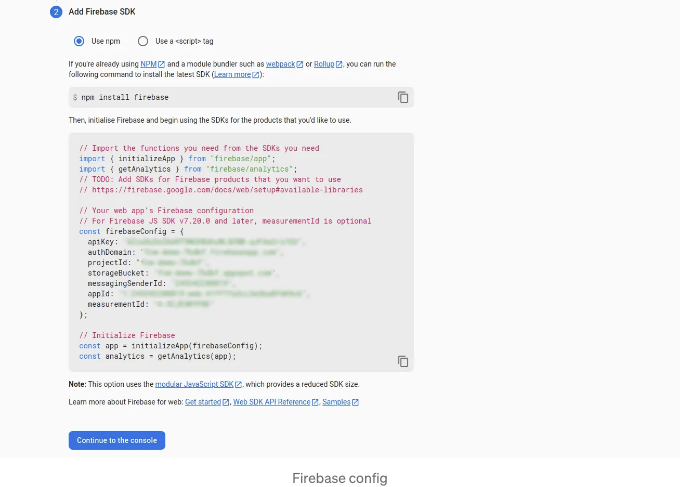 2 Add Firebase SDK
Use npm Use a <script> tag
If you're already using NPM and a module bundler such as webpack or Rollup, you can run the
following command to install the latest SDK (Learn more):
$ npm install firebase
Then, initialise Firebase and begin using the SDKs for the products that you'd like to use.
// Import the functions you need from the SDKs you need
import { initializeApp } from "firebase/app";
import { getAnalytics } from "firebase/analytics";
// TODO: Add SDKs for Firebase products that you want to use
// https://firebase.google.com/docs/web/setup#available-libraries
// Your web app's Firebase configuration
// For Firebase JS SDK v7.20.0 and later, measurementId is optional
const firebaseConfig = {
apiKey:
authDomain:
projectId:
storageBucket:
messagingSenderId:
appId:
measurementId:
};
// Initialize Firebase
const app = initializeApp(firebaseConfig);
const analytics = getAnalytics(app);
Note: This option uses the modular JavaScript SDK, which provides a reduced SDK size.
Learn more about Firebase for web: Get started, Web SDK API Reference, Samples
Continue to the console
Firebase config